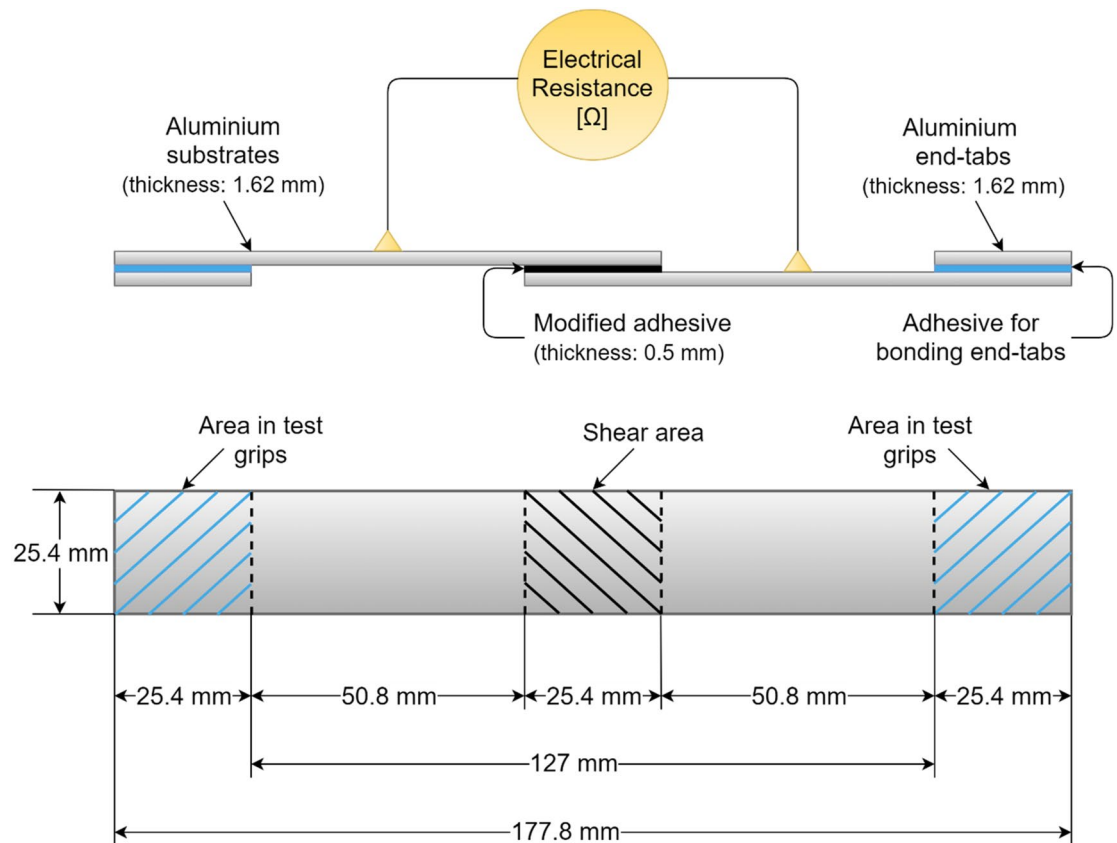 Electrical
Resistance
[Ω]
Aluminium
substrates
(thickness: 1.62 mm)
Aluminium
end-tabs
(thickness: 1.62 mm)
Modified adhesive
(thickness: 0.5 mm)
Adhesive for
bonding end-tabs
Area in test
grips
Shear area
Area in test
grips
25.4 mm
25.4 mm
50.8 mm
25.4 mm
50.8 mm
25.4 mm
127 mm
177.8 mm